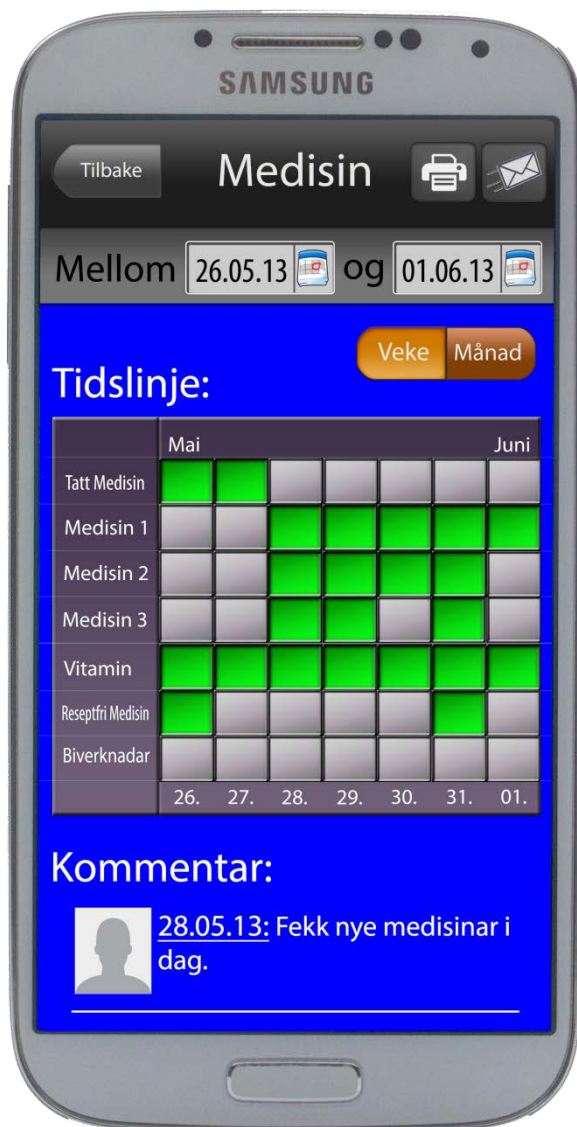 SAMSUNG
Tilbake Medisin
Mellom 26.05.13 og 01.06.13
Veke Månad
Tidslinje:
Mai Juni
Tatt Medisin
Medisin 1
Medisin 2
Medisin 3
Vitamin
Reseptfri Medisin
Biverknadar
26. 27. 28. 29. 30. 31. 01.
Kommentar:
28.05.13: Fekk nye medisinar i
dag.